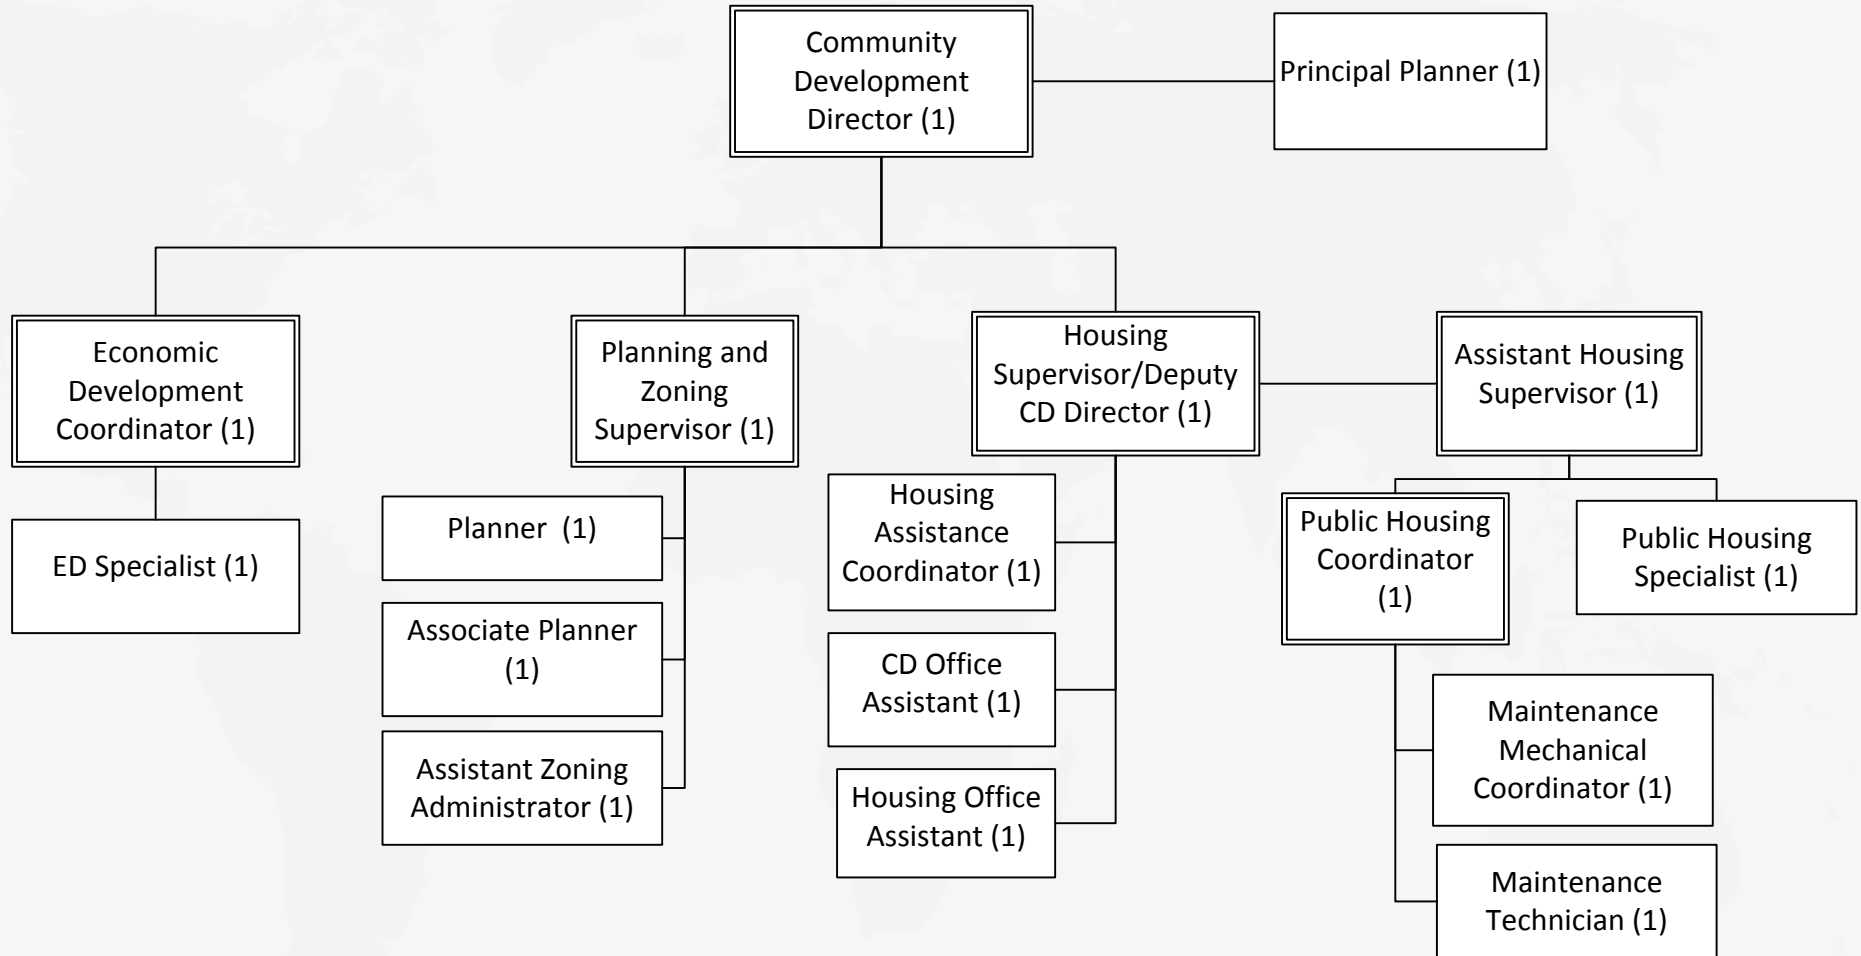 Community
Development
Director (1)
Principal Planner (1)
Economic
Development
Coordinator (1)
Planning and
Zoning
Supervisor (1)
Housing
Supervisor/Deputy
CD Director (1)
Assistant Housing
Supervisor (1)
ED Specialist (1)
Planner  (1)
Associate Planner
(1)
Assistant Zoning
Administrator (1)
Housing
Assistance
Coordinator (1)
CD Office
Assistant (1)
Housing Office
Assistant (1)
Public Housing
Coordinator
(1)
Public Housing
Specialist (1)
Maintenance
Mechanical
Coordinator (1)
Maintenance
Technician (1)